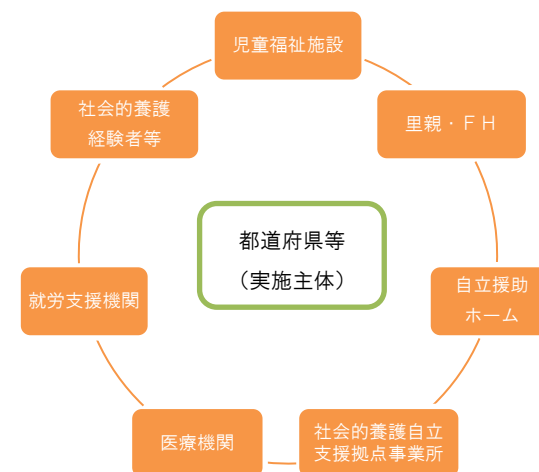 児童福祉施設
社会的養護
経験者等
里親・ＦＨ
都道府県等
（実施主体）
就労支援機関
自立援助
ホーム
医療機関
社会的養護自立
支援拠点事業所